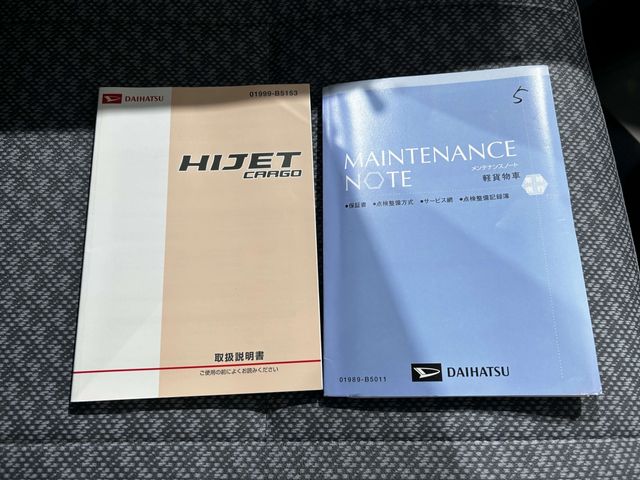 DAIHATSU
01999-B5163
HIJET
CARGO
取扱説明書
ご使用の前によくお読みください
5
MAINTENANCE
NOTE
メンテナンスノート
軽貨物車
●保証書 ●点検整備方式 ●サービス網 ●点検整備記録簿
01989-B5011
DAIHATSU